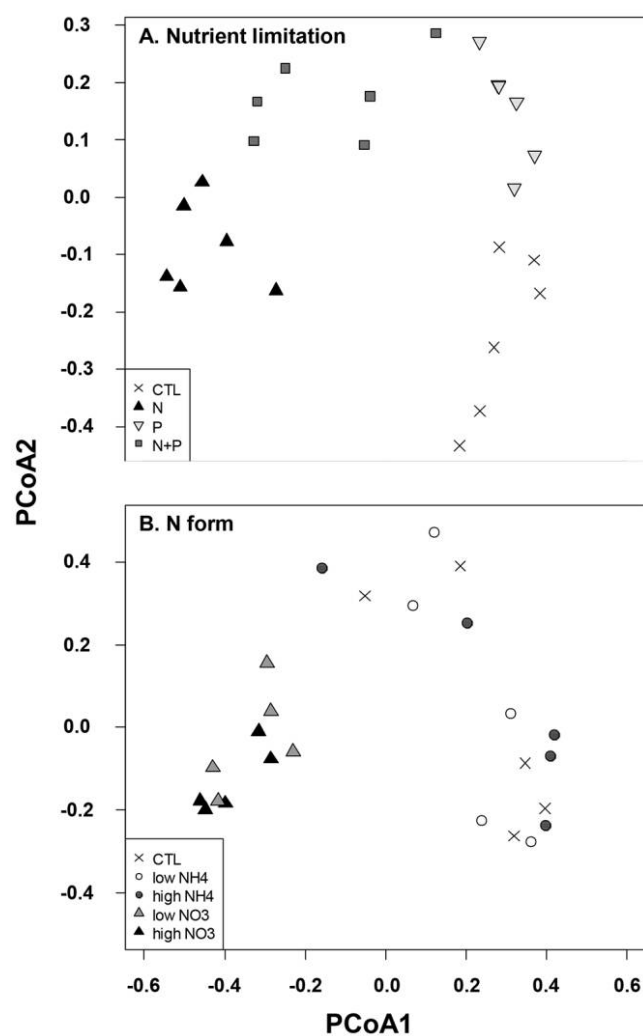 A. Nutrient limitation
0.3
0.2
0.1
0.0
-0.1
-0.2
-0.3
-0.4
CTL
N
P
N+P
PCoA2
B. N form
0.4
0.2
0.0
-0.2
-0.4
CTL
low NH4
high NH4
low NO3
high NO3
-0.6 -0.4 -0.2 0.0 0.2 0.4 0.6
PCoA1